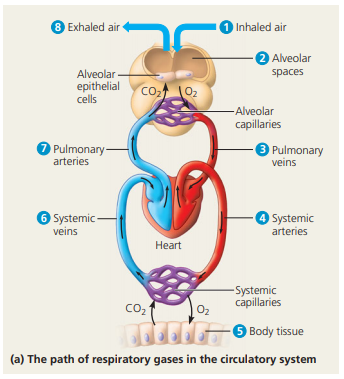 8 Exhaled air
1 Inhaled air
2 Alveolar
spaces
Alveolar
epithelial
cells
CO2
O2
Alveolar
capillaries
7 Pulmonary
arteries
3 Pulmonary
veins
6 Systemic
veins
4 Systemic
arteries
Heart
Systemic
capillaries
CO2
O2
5 Body tissue
(a) The path of respiratory gases in the circulatory system